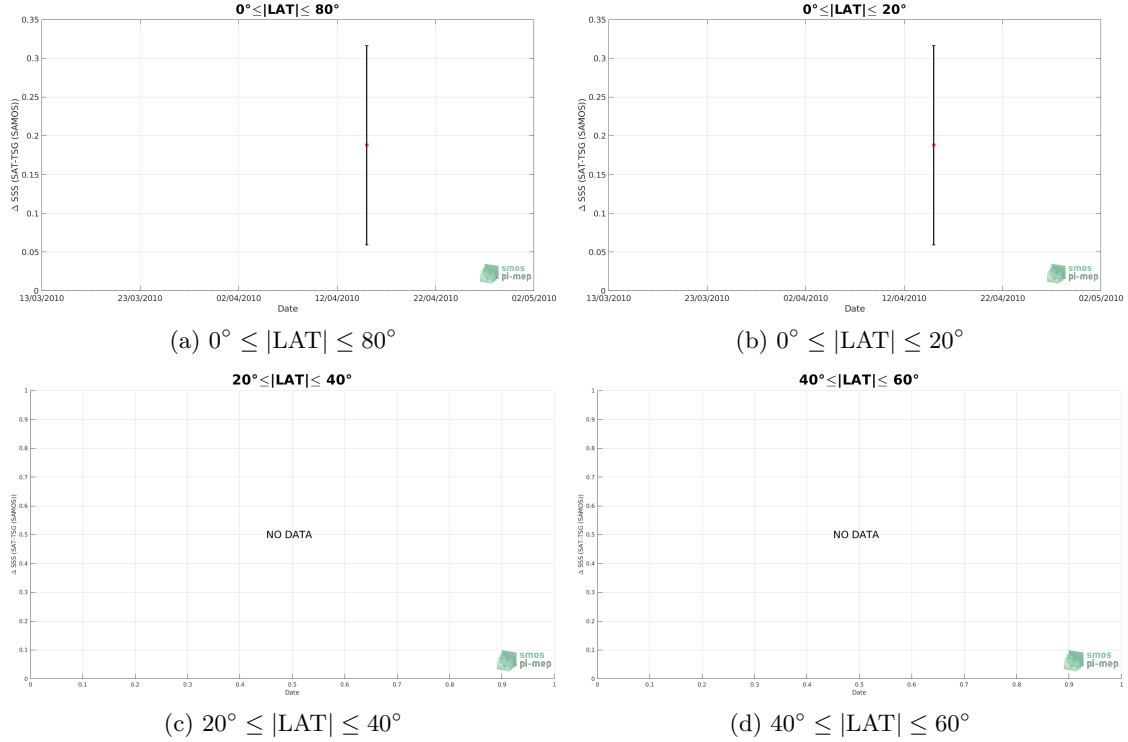 0°≤|LAT|≤ 80°
0.35
0.3
0.25
0.2
0.15
0.1
0.05
0
Δ SSS (SAT-TSG (SAMOS))
13/03/2010 23/03/2010 02/04/2010 12/04/2010 22/04/2010 02/05/2010
Date
smos
pi-mep
(a) 0° ≤ |LAT| ≤ 80°
0°≤|LAT|≤ 20°
0.35
0.3
0.25
0.2
0.15
0.1
0.05
0
Δ SSS (SAT-TSG (SAMOS))
13/03/2010 23/03/2010 02/04/2010 12/04/2010 22/04/2010 02/05/2010
Date
smos
pi-mep
(b) 0° ≤ |LAT| ≤ 20°
20°≤|LAT|≤ 40°
1
0.9
0.8
0.7
0.6
0.5
0.4
0.3
0.2
0.1
0
Δ SSS (SAT-TSG (SAMOS))
NO DATA
0 0.1 0.2 0.3 0.4 0.5 0.6 0.7 0.8 0.9 1
Date
smos
pi-mep
(c) 20° ≤ |LAT| ≤ 40°
40°≤|LAT|≤ 60°
1
0.9
0.8
0.7
0.6
0.5
0.4
0.3
0.2
0.1
0
Δ SSS (SAT-TSG (SAMOS))
NO DATA
0 0.1 0.2 0.3 0.4 0.5 0.6 0.7 0.8 0.9 1
Date
smos
pi-mep
(d) 40° ≤ |LAT| ≤ 60°